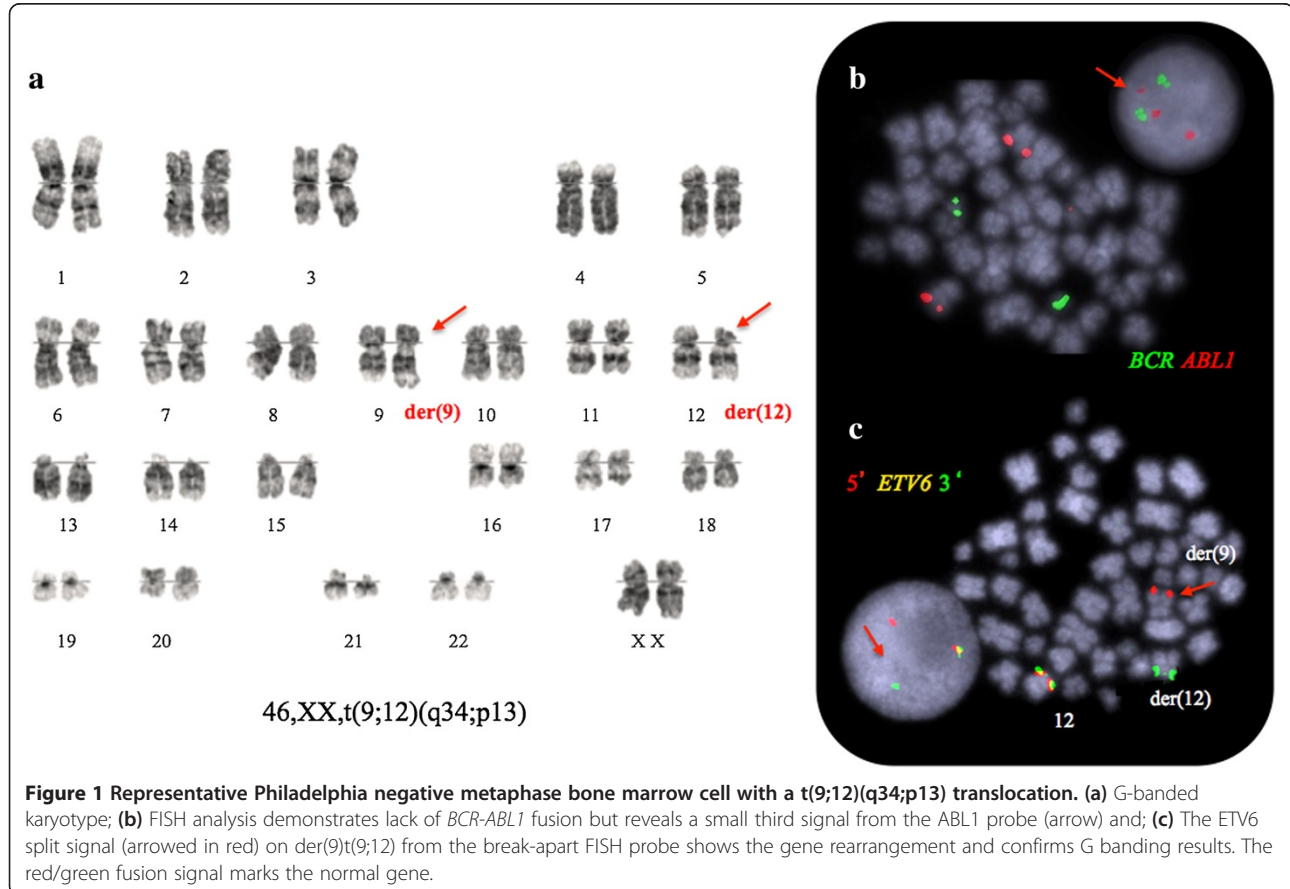 a
1 2 3 4 5
6 7 8 9 der(9) 10 11 12 der(12)
13 14 15 16 17 18
19 20 21 22 X X
46,XX,t(9;12)(q34;p13)
b
BCR ABL1
c
5' ETV6 3'
der(9)
der(12)
12
Figure 1 Representative Philadelphia negative metaphase bone marrow cell with a t(9;12)(q34;p13) translocation. (a) G-banded
karyotype; (b) FISH analysis demonstrates lack of BCR-ABL1 fusion but reveals a small third signal from the ABL1 probe (arrow) and; (c) The ETV6
split signal (arrowed in red) on der(9)t(9;12) from the break-apart FISH probe shows the gene rearrangement and confirms G banding results. The
red/green fusion signal marks the normal gene.